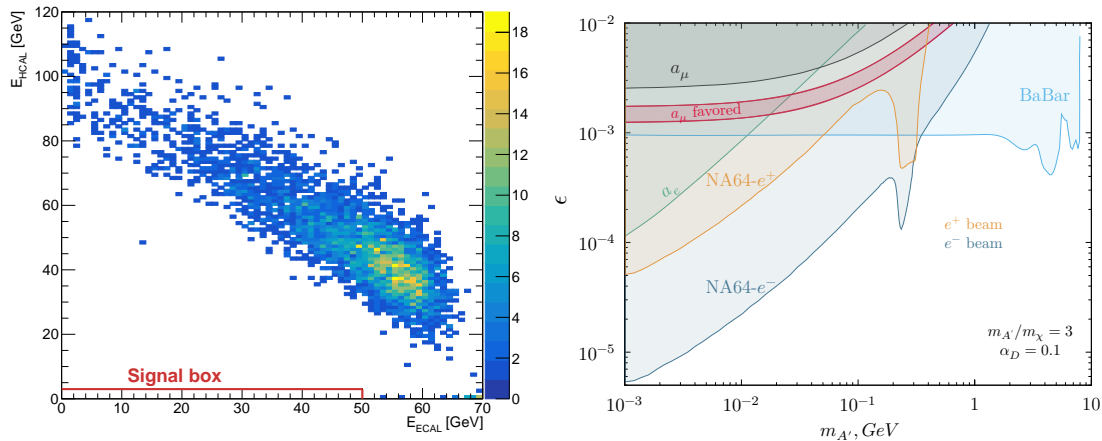 E_HCAL [GeV]
120
100
80
60
40
20
0
Signal box
0 10 20 30 40 50 60 70
E_ECAL [GeV]
18
16
14
12
10
8
6
4
2
0
10⁻²
10⁻³
10⁻⁴
10⁻⁵
ϵ
a_μ
a_μ favored
BaBar
NA64-e⁺
a_e
e⁺ beam
e⁻ beam
NA64-e⁻
m_A′/m_χ = 3
α_D = 0.1
10⁻³ 10⁻² 10⁻¹ 1 10
m_A′, GeV